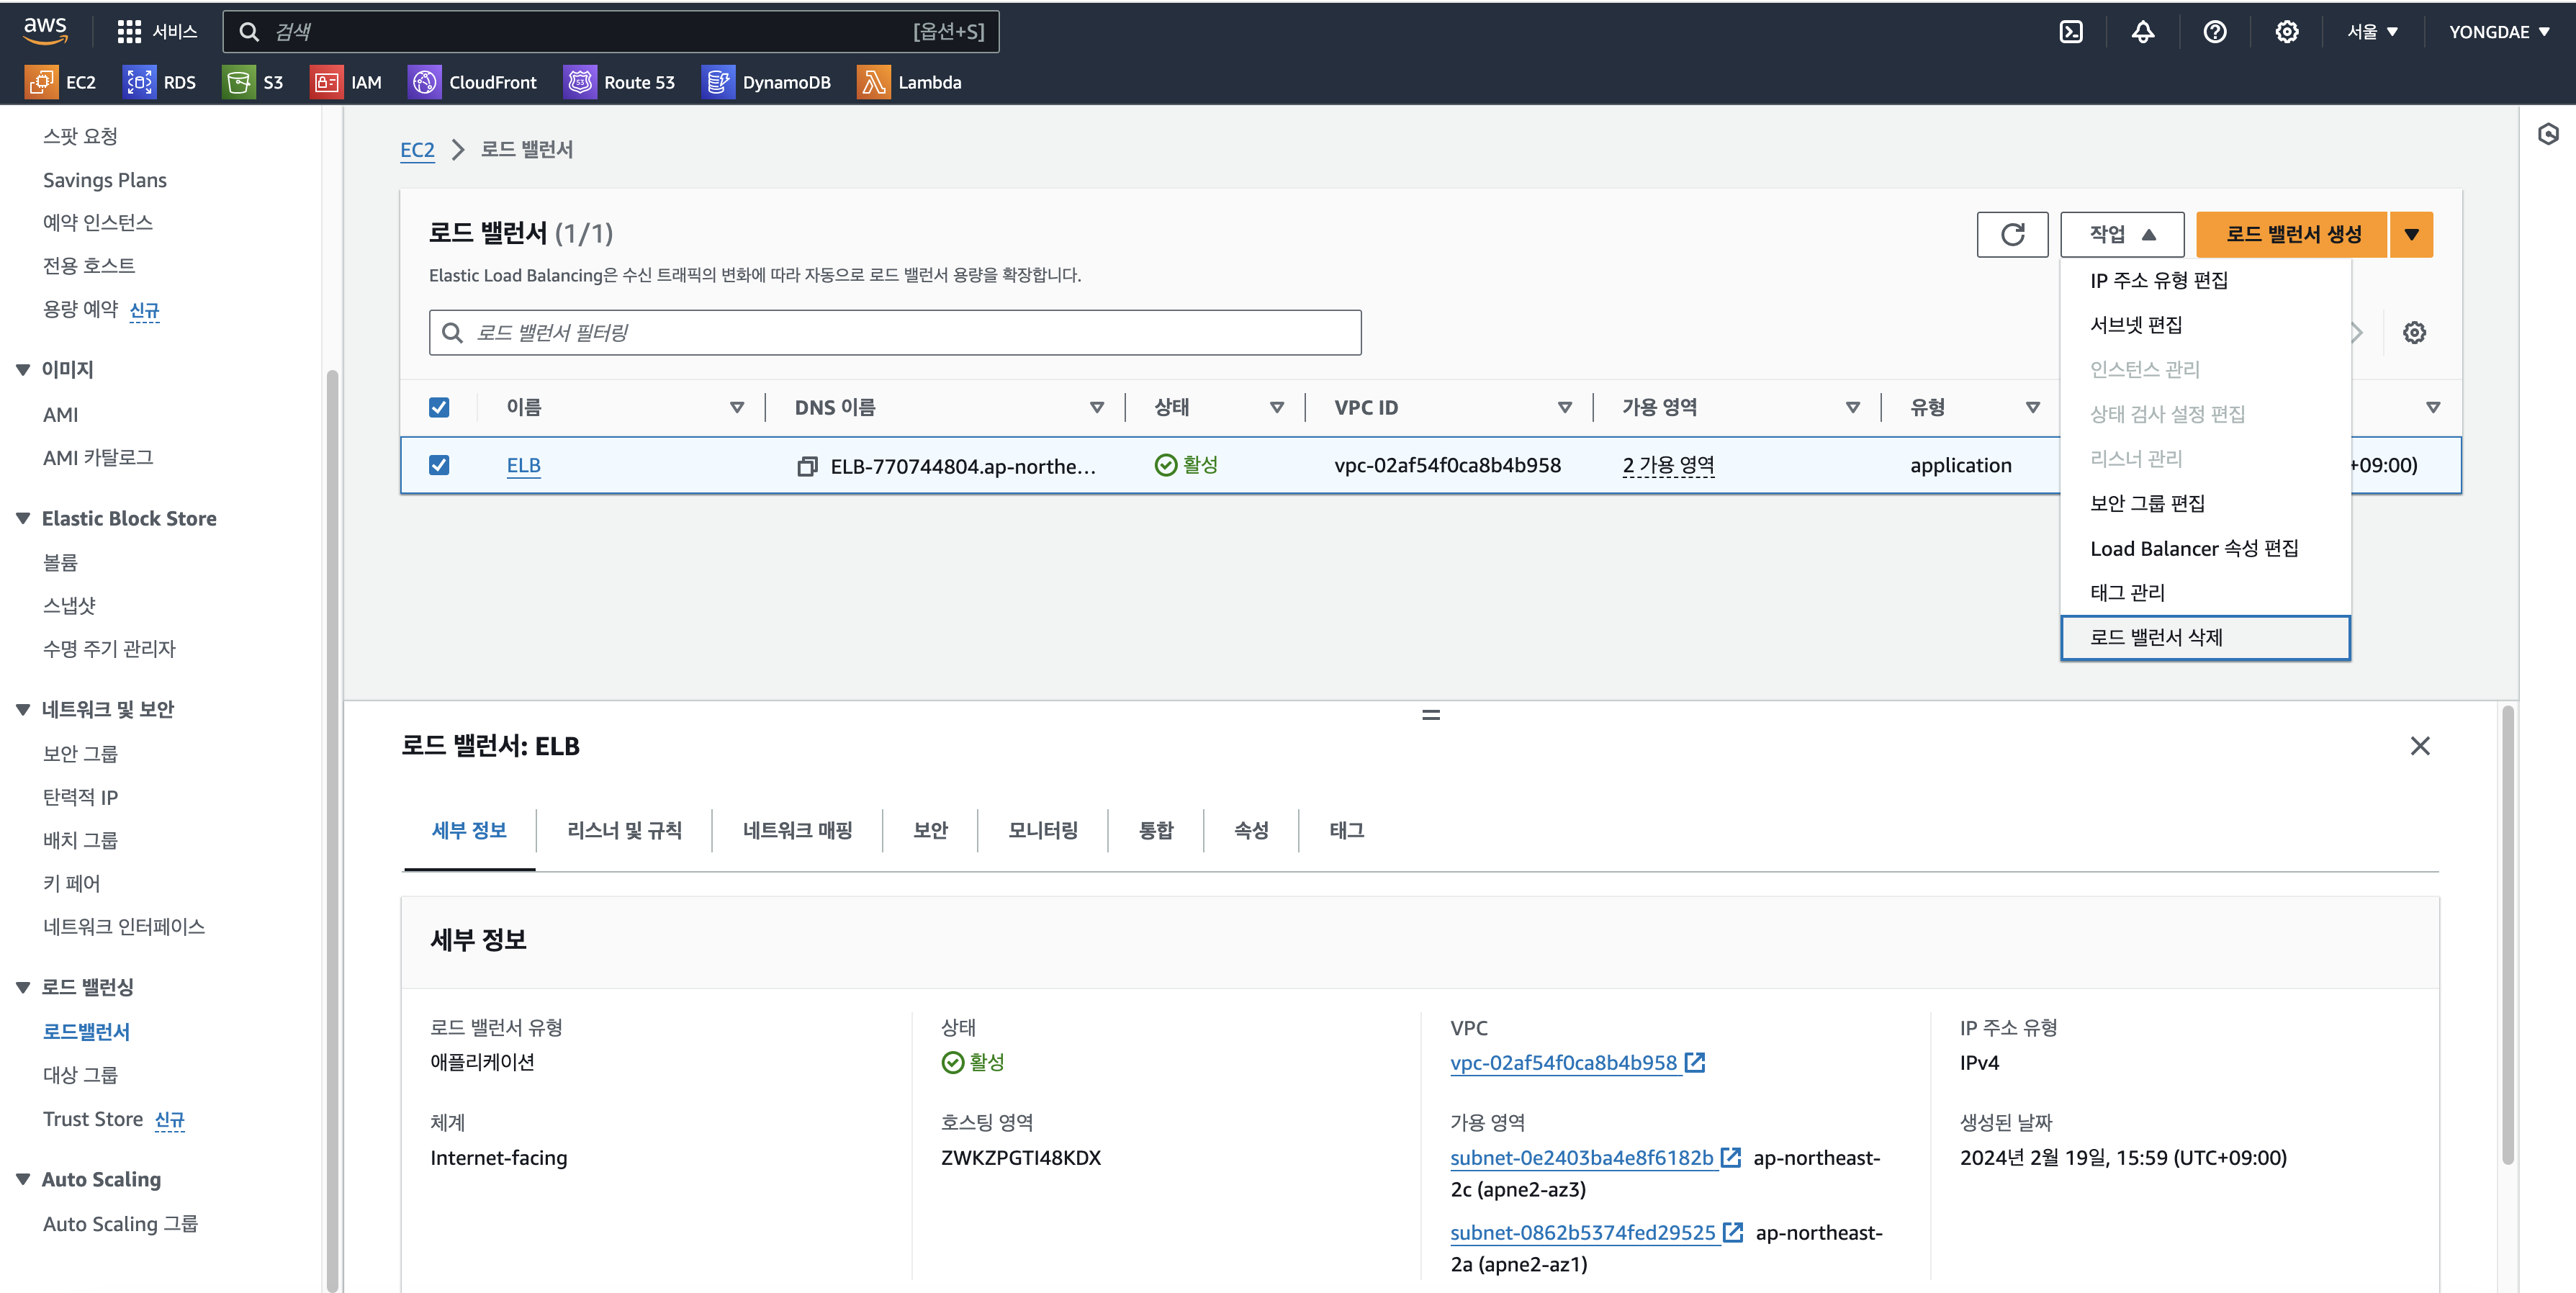 aws
서비스
검색
[옵션+S]
서울 ▼
YONGDAE ▼
EC2
RDS
S3
IAM
CloudFront
Route 53
DynamoDB
Lambda
스팟 요청
Savings Plans
예약 인스턴스
전용 호스트
용량 예약 신규
이미지
AMI
AMI 카탈로그
Elastic Block Store
볼륨
스냅샷
수명 주기 관리자
네트워크 및 보안
보안 그룹
탄력적 IP
배치 그룹
키 페어
네트워크 인터페이스
로드 밸런싱
로드밸런서
대상 그룹
Trust Store 신규
Auto Scaling
Auto Scaling 그룹
EC2 > 로드 밸런서
로드 밸런서 (1/1)
Elastic Load Balancing은 수신 트래픽의 변화에 따라 자동으로 로드 밸런서 용량을 확장합니다.
작업 ▲
로드 밸런서 생성
로드 밸런서 필터링
IP 주소 유형 편집
서브넷 편집
인스턴스 관리
상태 검사 설정 편집
리스너 관리
보안 그룹 편집
Load Balancer 속성 편집
태그 관리
로드 밸런서 삭제
이름
DNS 이름
상태
VPC ID
가용 영역
유형
ELB
ELB-770744804.ap-northe...
활성
vpc-02af54f0ca8b4b958
2 가용 영역
application
+09:00)
로드 밸런서: ELB
세부 정보
리스너 및 규칙
네트워크 매핑
보안
모니터링
통합
속성
태그
세부 정보
로드 밸런서 유형
애플리케이션
상태
활성
VPC
vpc-02af54f0ca8b4b958
IP 주소 유형
IPv4
체계
Internet-facing
호스팅 영역
ZWKZPGTI48KDX
가용 영역
subnet-0e2403ba4e8f6182b ap-northeast-
2c (apne2-az3)
subnet-0862b5374fed29525 ap-northeast-
2a (apne2-az1)
생성된 날짜
2024년 2월 19일, 15:59 (UTC+09:00)